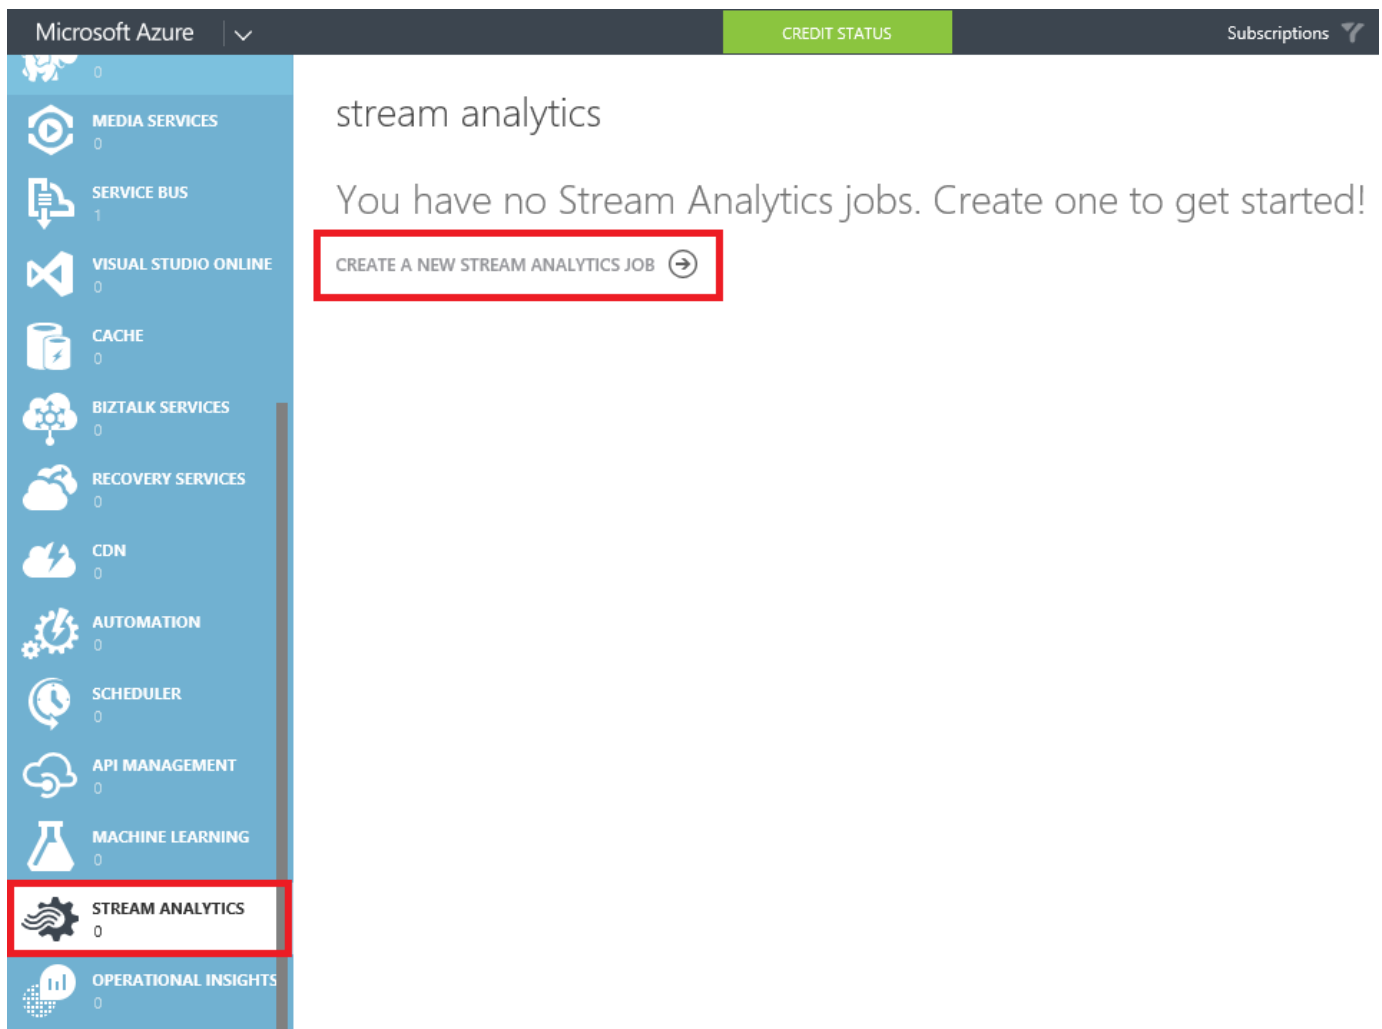 Microsoft Azure
CREDIT STATUS
Subscriptions
0
MEDIA SERVICES
0
SERVICE BUS
1
VISUAL STUDIO ONLINE
0
CACHE
0
BIZTALK SERVICES
0
RECOVERY SERVICES
0
CDN
0
AUTOMATION
0
SCHEDULER
0
API MANAGEMENT
0
MACHINE LEARNING
0
STREAM ANALYTICS
0
OPERATIONAL INSIGHTS
0
stream analytics
You have no Stream Analytics jobs. Create one to get started!
CREATE A NEW STREAM ANALYTICS JOB